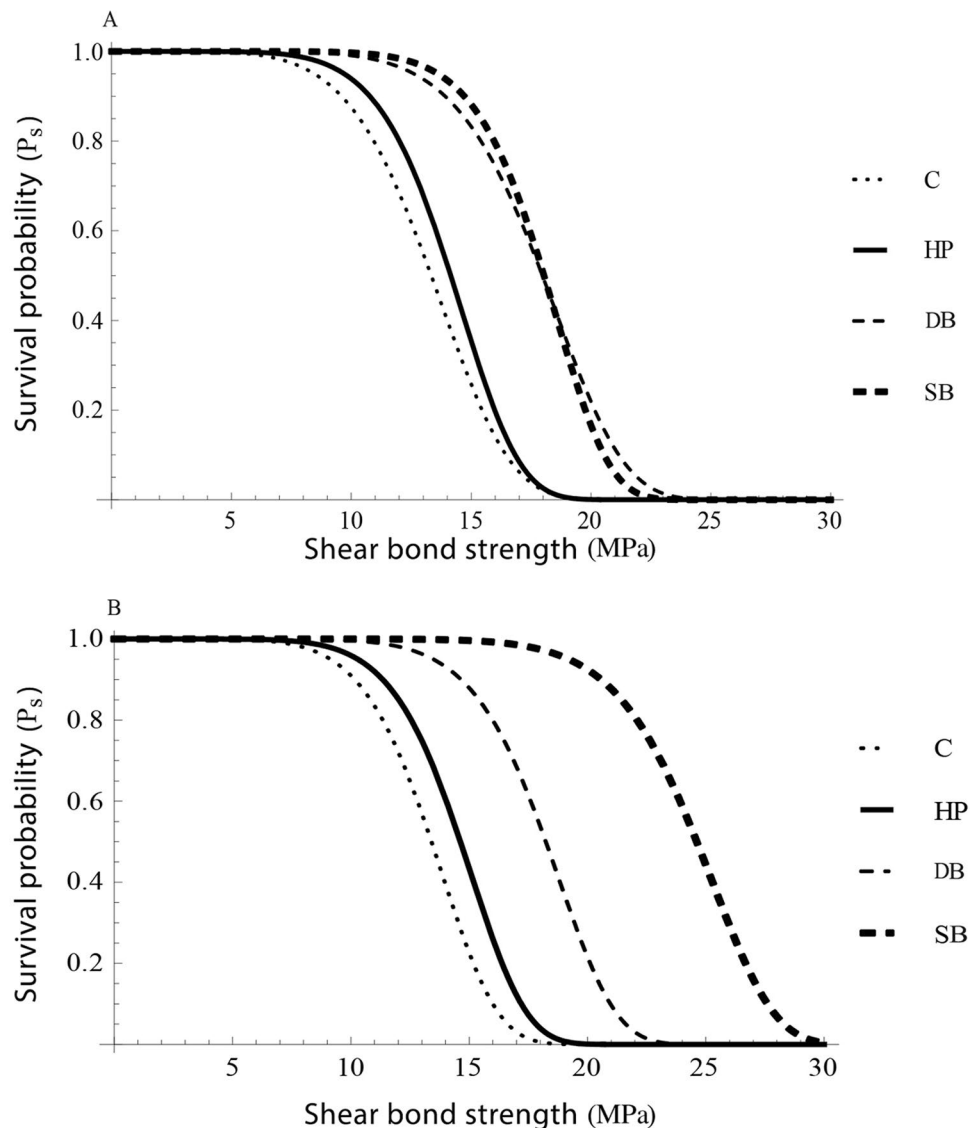 A
Survival probability (Pₛ)
1.0
0.8
0.6
0.4
0.2
5 10 15 20 25 30
Shear bond strength (MPa)
C
HP
DB
SB
B
Survival probability (Pₛ)
1.0
0.8
0.6
0.4
0.2
5 10 15 20 25 30
Shear bond strength (MPa)
C
HP
DB
SB